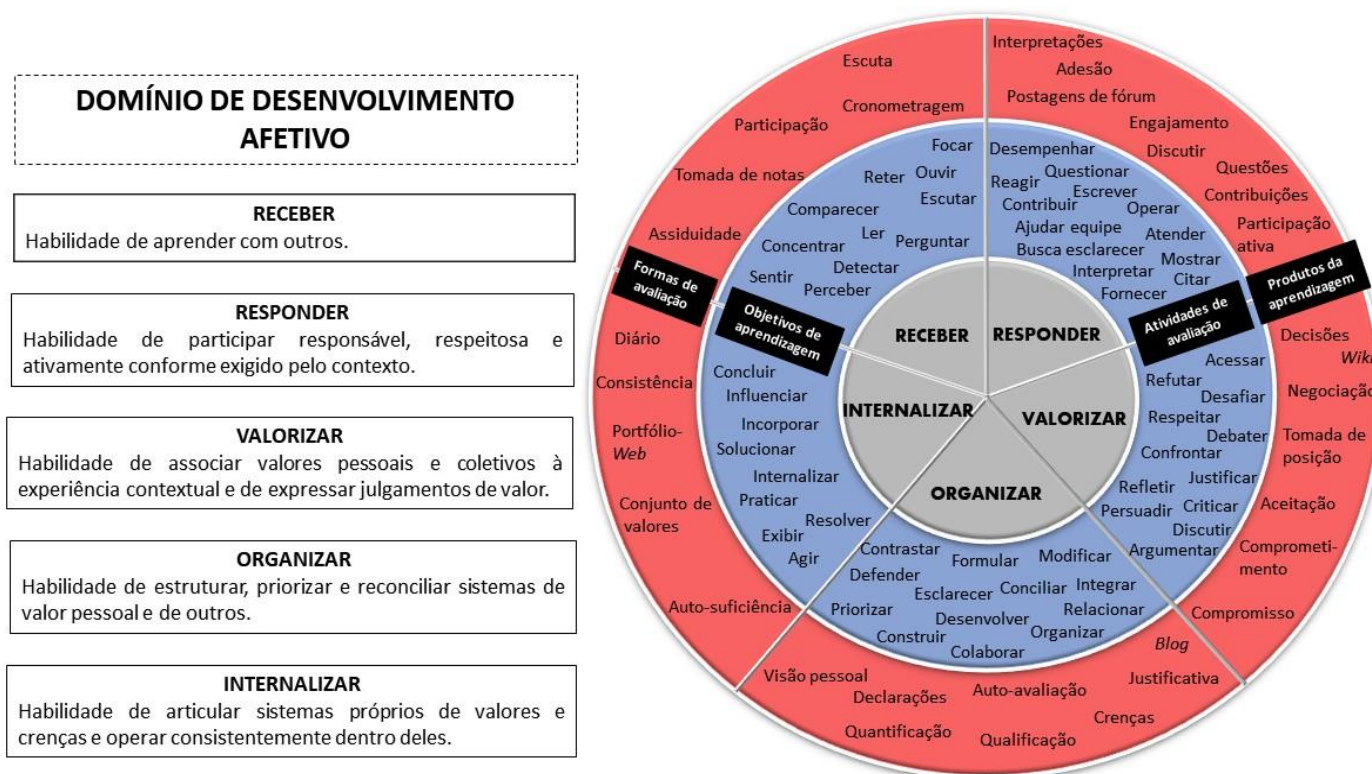 DOMÍNIO DE DESENVOLVIMENTO
AFETIVO
RECEBER
Habilidade de aprender com outros.
RESPONDER
Habilidade de participar responsável, respeitosa e
ativamente conforme exigido pelo contexto.
VALORIZAR
Habilidade de associar valores pessoais e coletivos à
experiência contextual e de expressar julgamentos de valor.
ORGANIZAR
Habilidade de estruturar, priorizar e reconciliar sistemas de
valor pessoal e de outros.
INTERNALIZAR
Habilidade de articular sistemas próprios de valores e
crenças e operar consistentemente dentro deles.
Escuta
Cronometragem
Participação
Tomada de notas
Assiduidade
Interpretações
Adesão
Postagens de fórum
Engajamento
Discutir
Questões
Contribuições
Participação
ativa
Focar
Ouvir
Reter
Escutar
Comparecer
Ler
Perguntar
Concentrar
Detectar
Sentir
Perceber
Desempenhar
Questionar
Reagir
Escrever
Contribuir
Operar
Ajudar equipe
Atender
Busca esclarecer
Mostrar
Interpretar
Citar
Fornecer
Formas de
avaliação
Objetivos de
aprendizagem
Atividades de
avaliação
Produtos da
aprendizagem
RECEBER
RESPONDER
INTERNALIZAR
VALORIZAR
ORGANIZAR
Diário
Consistência
Portfólio-
Web
Conjunto de
valores
Auto-suficiência
Concluir
Influenciar
Incorporar
Solucionar
Internalizar
Praticar
Resolver
Exibir
Agir
Acessar
Refutar
Desafiar
Respeitar
Debater
Confrontar
Justificar
Refletir
Criticar
Persuadir
Discutir
Argumentar
Decisões
Wiki
Negociação
Tomada de
posição
Aceitação
Comprometi-
mento
Compromisso
Contrastar
Formular
Modificar
Defender
Esclarecer
Conciliar
Integrar
Priorizar
Desenvolver
Relacionar
Construir
Organizar
Colaborar
Blog
Visão pessoal
Declarações
Auto-avaliação
Justificativa
Crenças
Quantificação
Qualificação